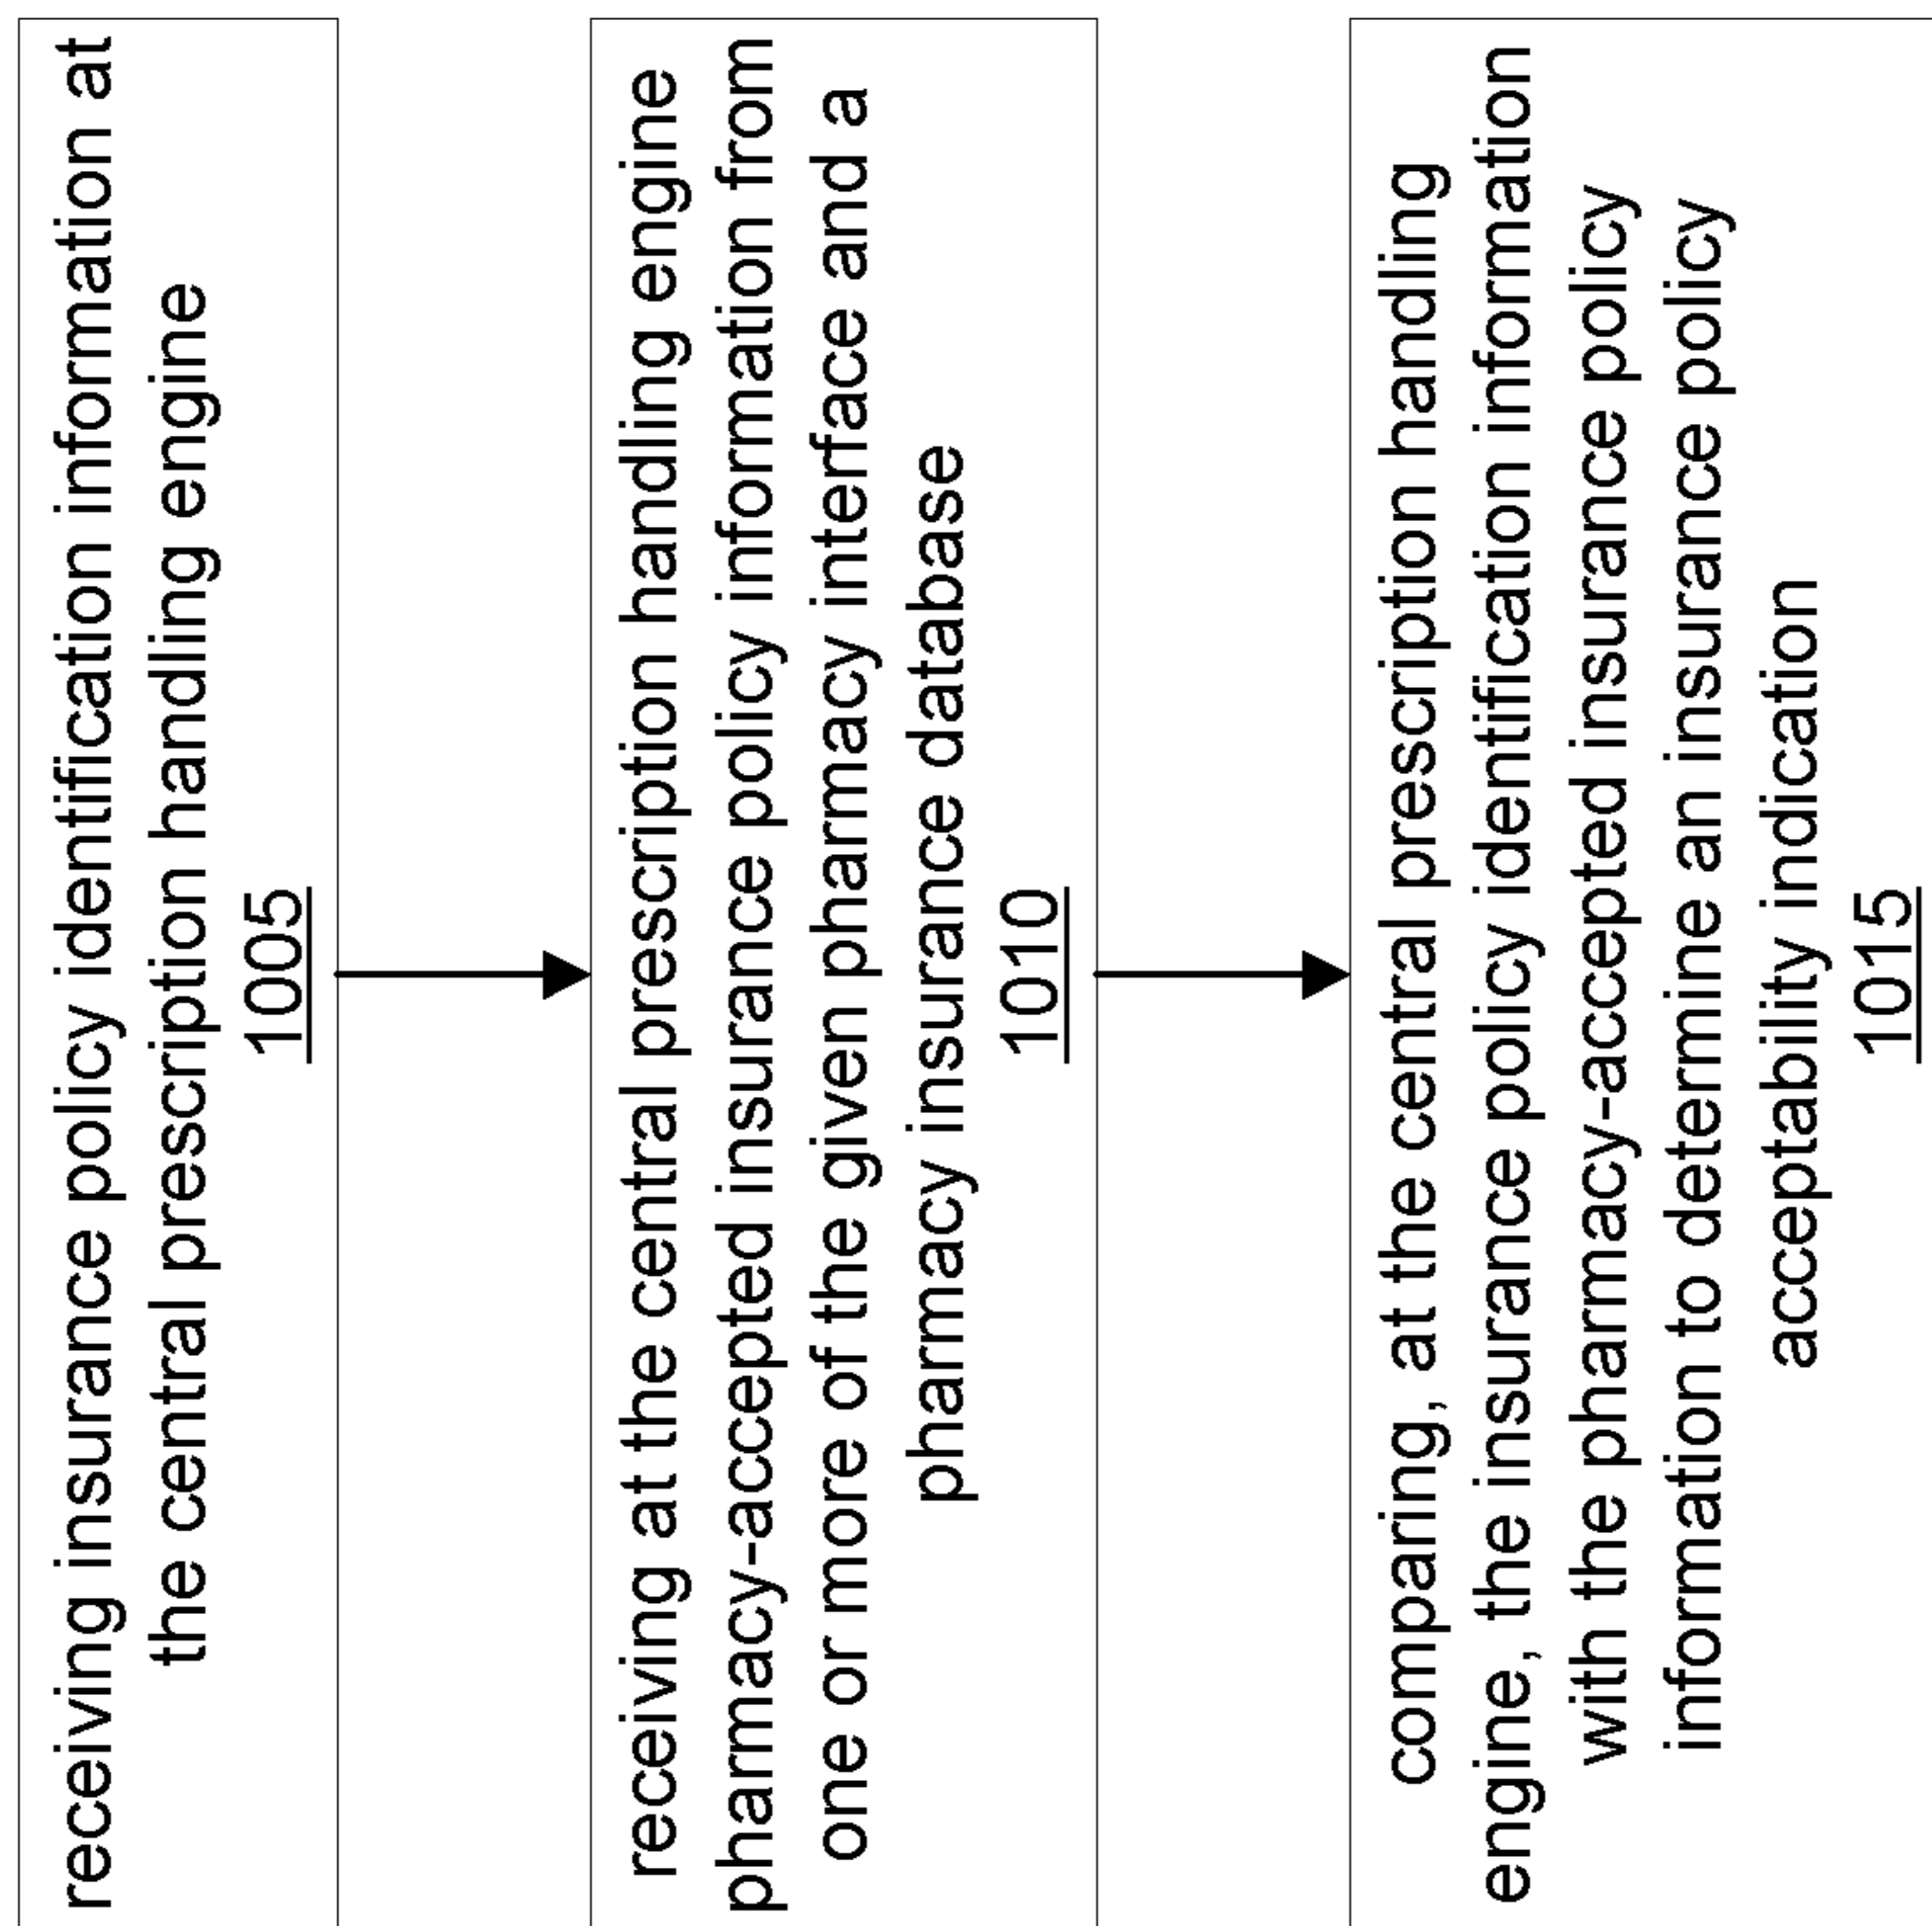 receiving insurance policy identification information at
the central prescription handling engine
1005
receiving at the central prescription handling engine
pharmacy-accepted insurance policy information from
one or more of the given pharmacy interface and a
pharmacy insurance database
1010
comparing, at the central prescription handling
engine, the insurance policy identification information
with the pharmacy-accepted insurance policy
information to determine an insurance policy
acceptability indication
1015